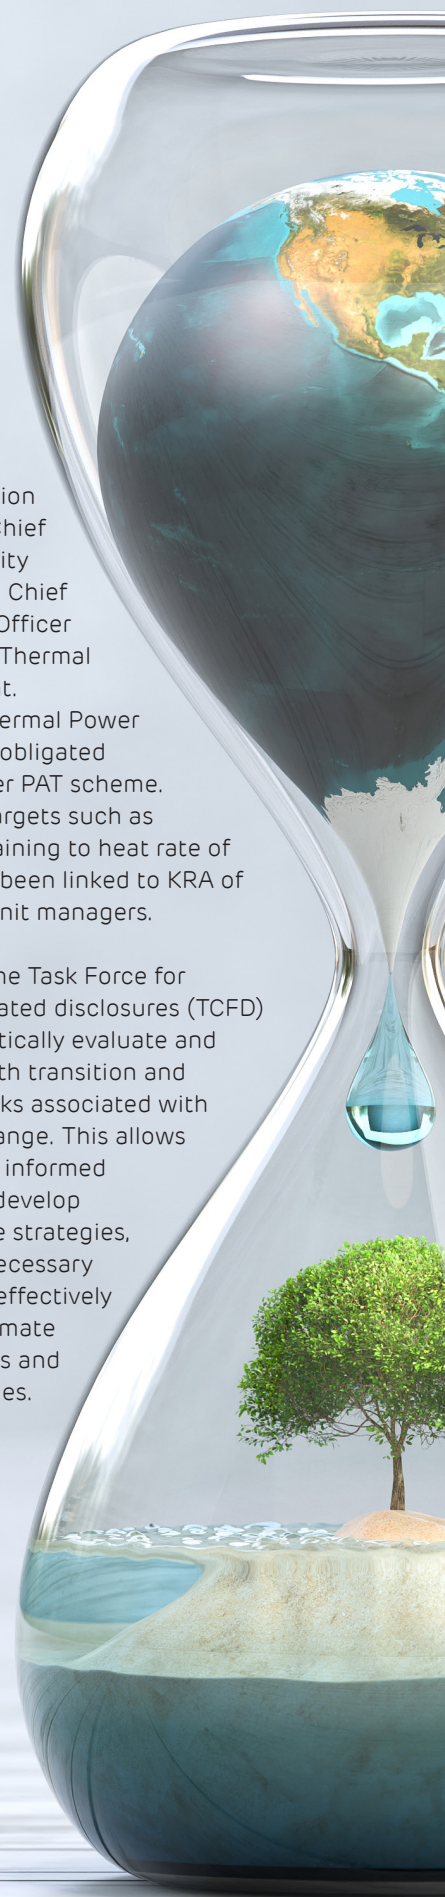 ion
Chief
ity
Chief
Officer
Thermal
t.
ermal Power
obligated
er PAT scheme.
argets such as
aining to heat rate of
been linked to KRA of
nit managers.
he Task Force for
ated disclosures (TCFD)
tically evaluate and
th transition and
ks associated with
ange. This allows
informed
develop
e strategies,
ecessary
effectively
mate
s and
es.